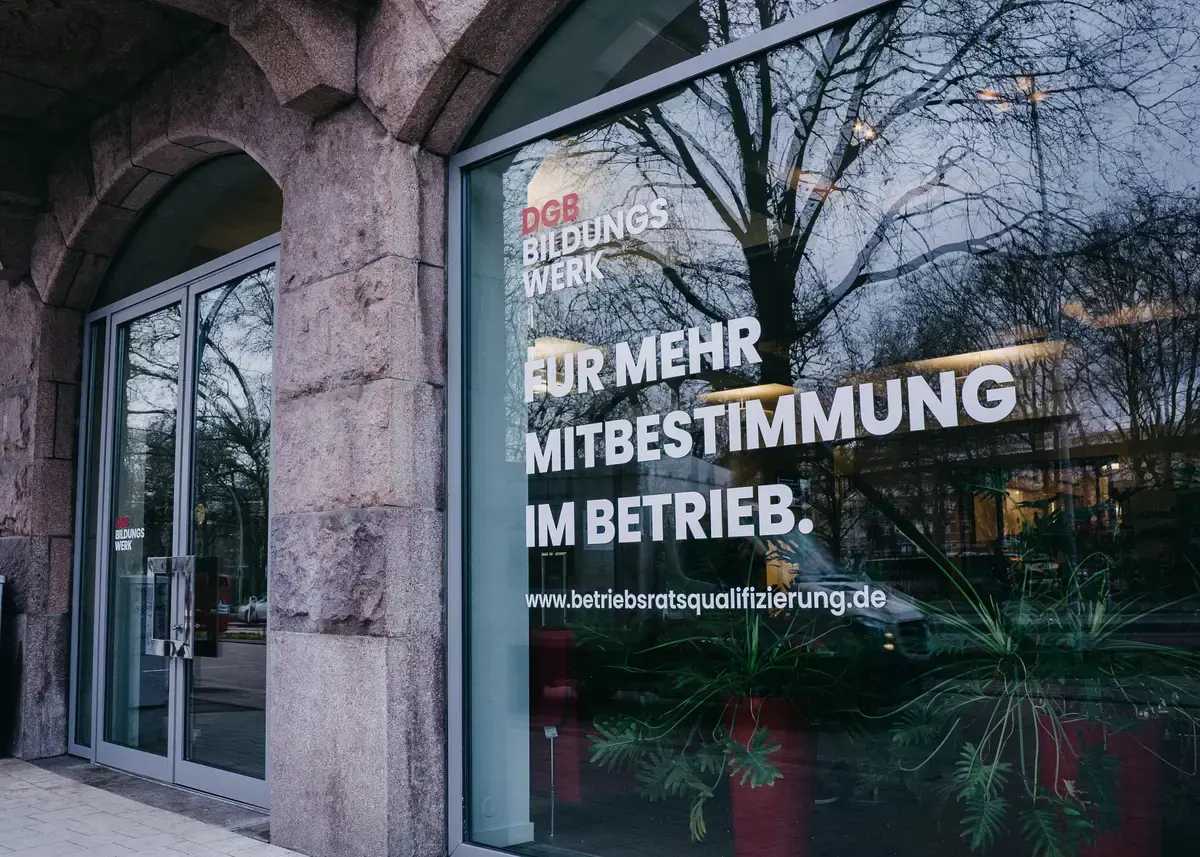 DGB
BILDUNGS
WERK
DGB
BILDUNGS
WERK
FÜR MEHR
MITBESTIMMUNG
IM BETRIEB.
www.betriebsratsqualifizierung.de